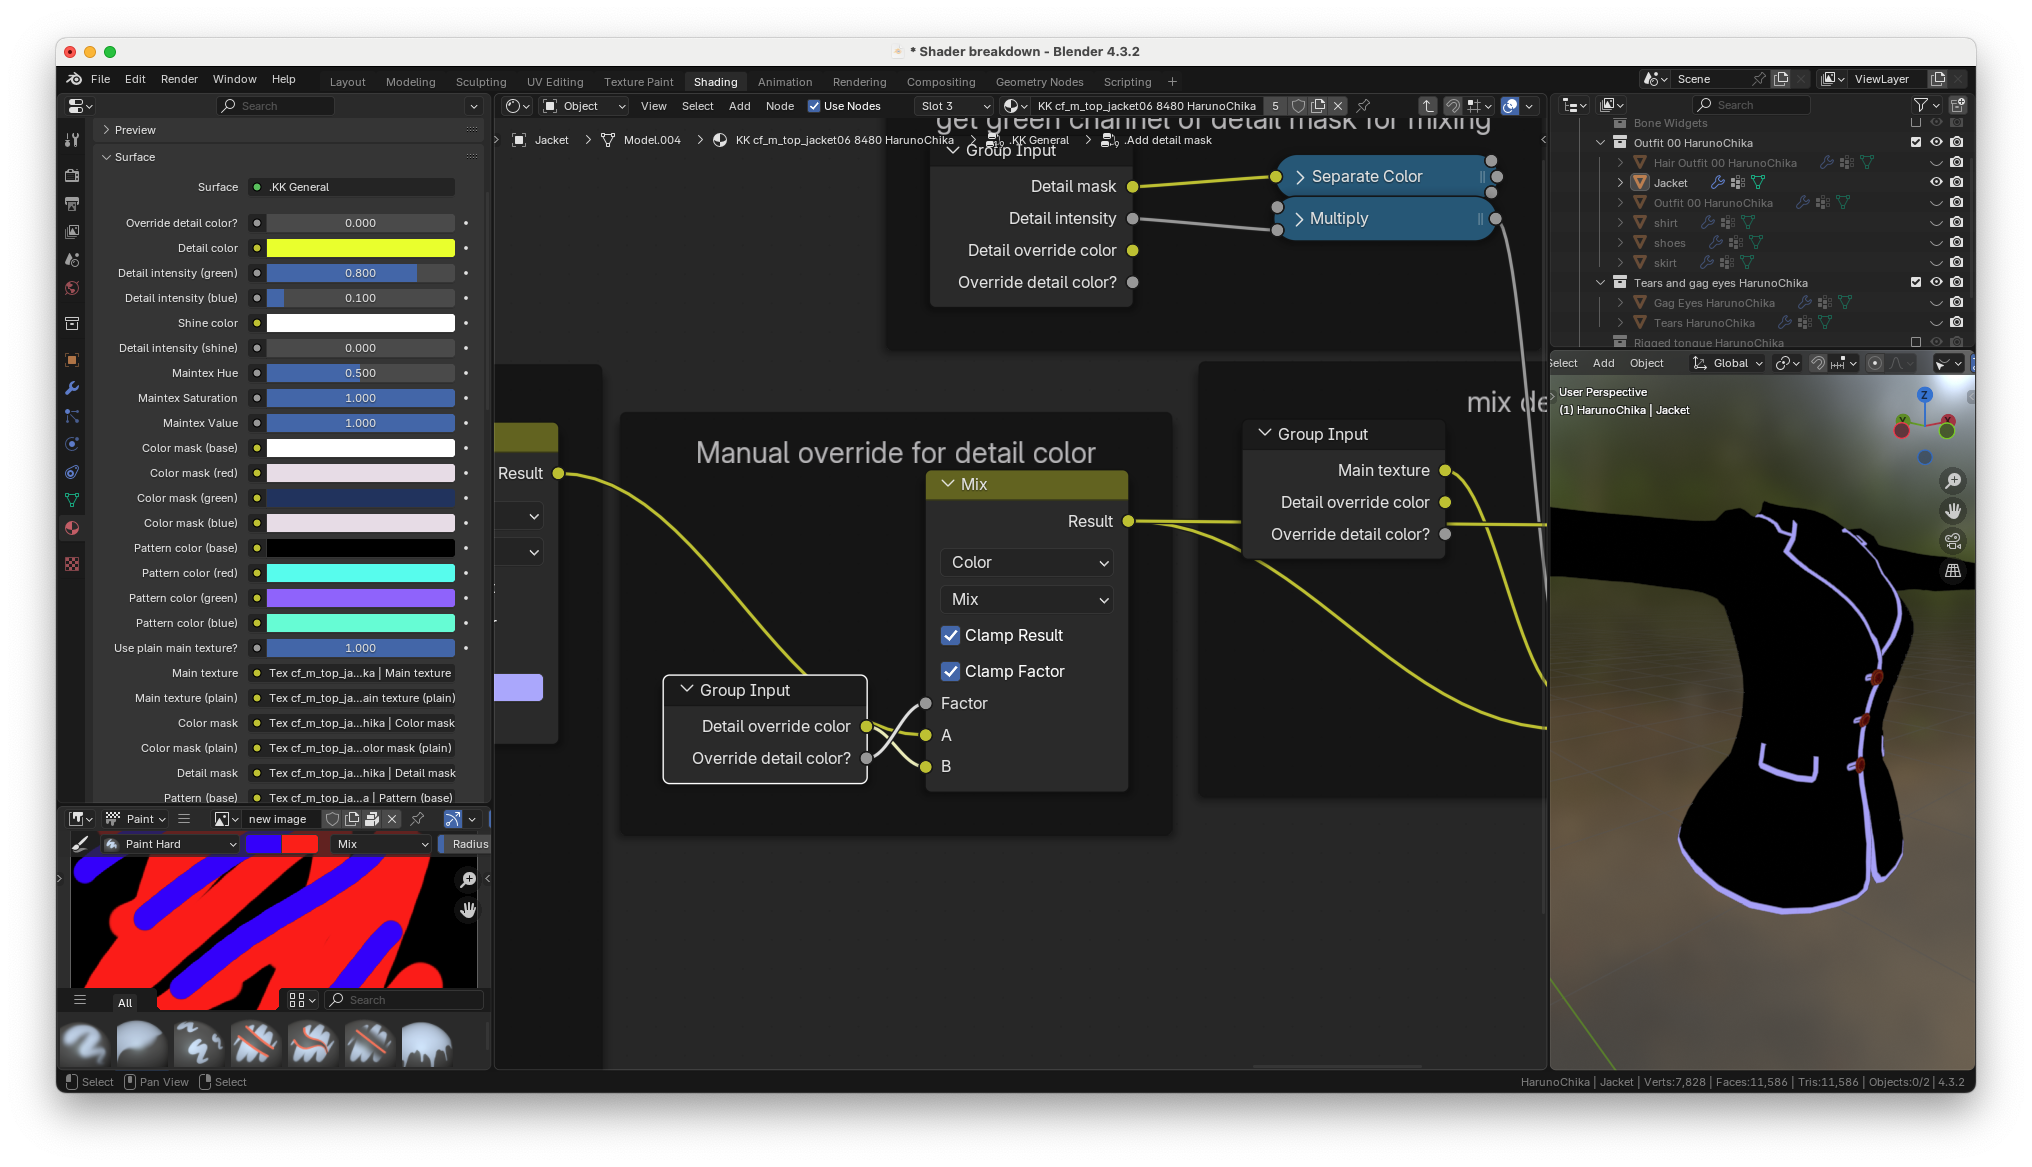 * Shader breakdown - Blender 4.3.2
File Edit Render Window Help
Layout Modeling Sculpting UV Editing Texture Paint Shading Animation Rendering Compositing Geometry Nodes Scripting +
Scene
ViewLayer
Search
Preview
Surface
Surface .KK General
Override detail color? 0.000
Detail color
Detail intensity (green) 0.800
Detail intensity (blue) 0.100
Shine color
Detail intensity (shine) 0.000
Maintex Hue 0.500
Maintex Saturation 1.000
Maintex Value 1.000
Color mask (base)
Color mask (red)
Color mask (green)
Color mask (blue)
Pattern color (base)
Pattern color (red)
Pattern color (green)
Pattern color (blue)
Use plain main texture? 1.000
Main texture Tex cf_m_top_ja...ka | Main texture
Main texture (plain) Tex cf_m_top_ja...ain texture (plain)
Color mask Tex cf_m_top_ja...hika | Color mask
Color mask (plain) Tex cf_m_top_ja...olor mask (plain)
Detail mask Tex cf_m_top_ja...hika | Detail mask
Pattern (base) Tex cf_m_top_ja...a | Pattern (base)
Paint new image
Paint Hard Mix Radius
All Search
Select Pan View Select
Object View Select Add Node Use Nodes Slot 3 KK cf_m_top_jacket06 8480 HarunoChika 5
get green channel of detail mask for mixing
Jacket Model.004 KK cf_m_top_jacket06 8480 HarunoChika .KK General .Add detail mask
Group Input
Detail mask
Detail intensity
Detail override color
Override detail color?
Separate Color
Multiply
Result
Manual override for detail color
Mix
Result
Color
Mix
Clamp Result
Clamp Factor
Factor
A
B
Group Input
Detail override color
Override detail color?
mix de
Group Input
Main texture
Detail override color
Override detail color?
Search
Bone Widgets
Outfit 00 HarunoChika
Hair Outfit 00 HarunoChika
Jacket
Outfit 00 HarunoChika
shirt
shoes
skirt
Tears and gag eyes HarunoChika
Gag Eyes HarunoChika
Tears HarunoChika
Rigged tongue HarunoChika
Select Add Object Global
User Perspective
(1) HarunoChika | Jacket
Z
HarunoChika | Jacket | Verts:7,828 | Faces:11,586 | Tris:11,586 | Objects:0/2 | 4.3.2